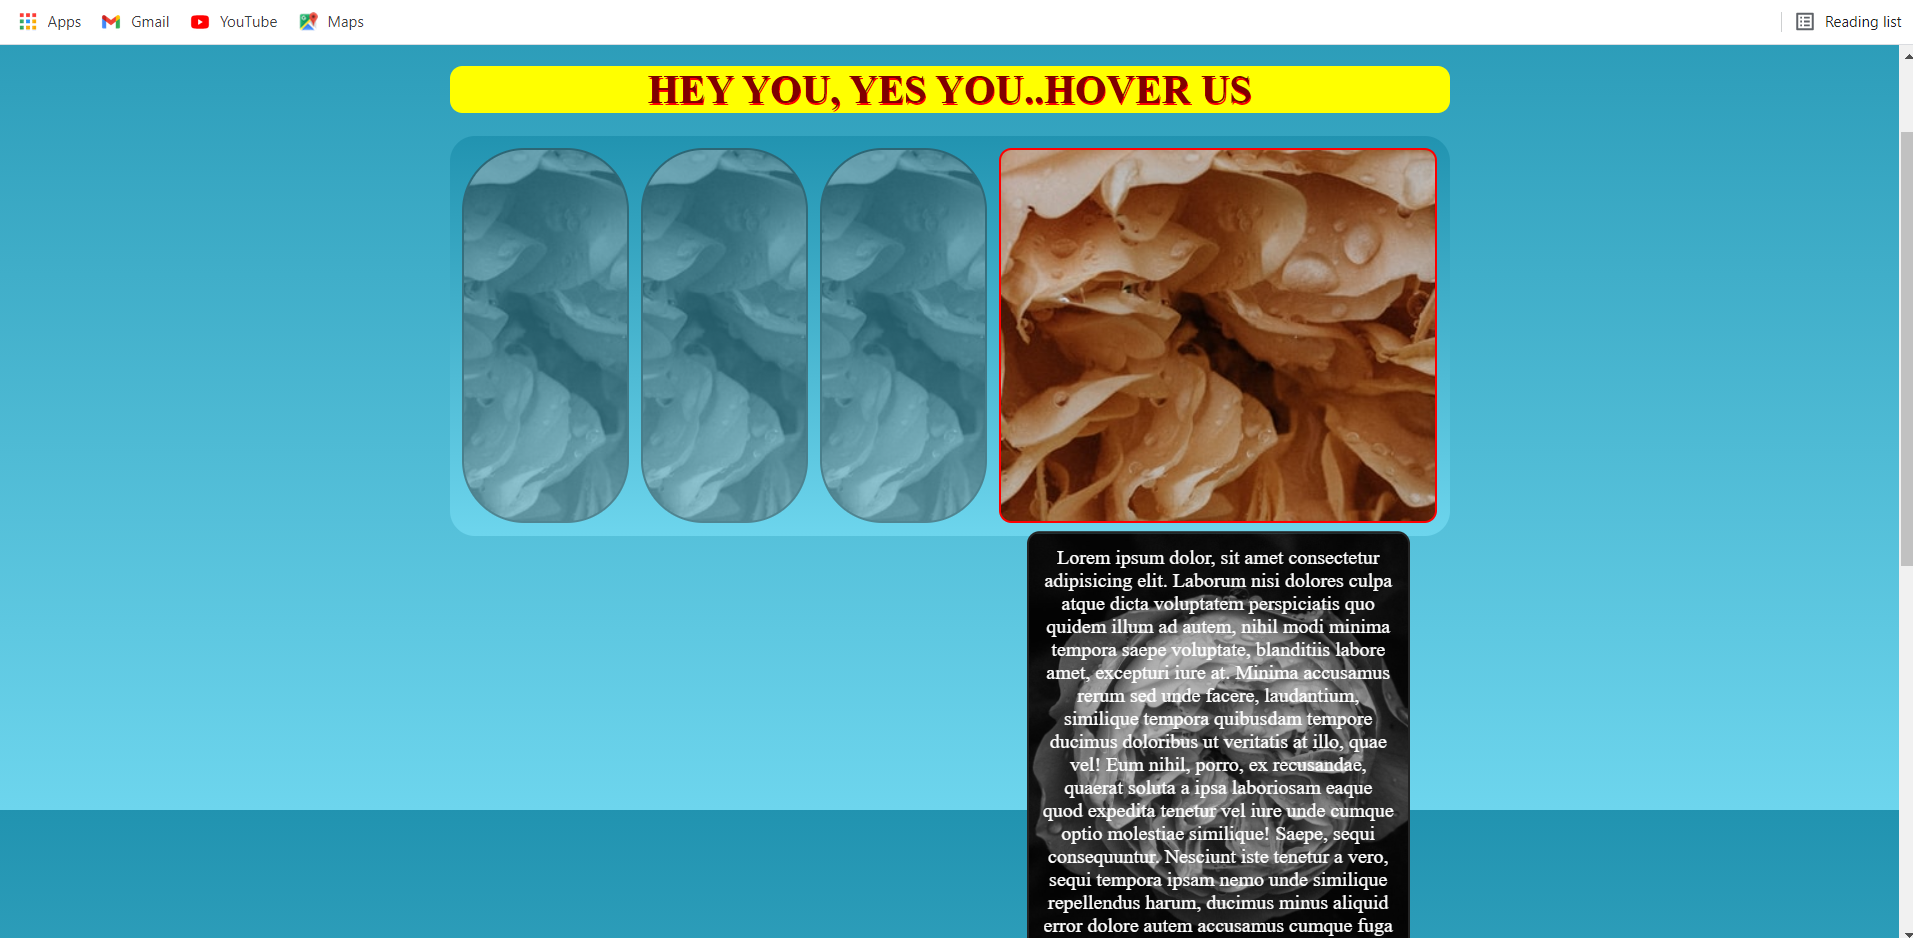 Apps Gmail YouTube Maps Reading list
HEY YOU, YES YOU..HOVER US
Lorem ipsum dolor, sit amet consectetur
adipisicing elit. Laborum nisi dolores culpa
atque dicta voluptatem perspiciatis quo
quidem illum ad autem, nihil modi minima
tempora saepe voluptate, blanditiis labore
amet, excepturi iure at. Minima accusamus
rerum sed unde facere, laudantium,
similique tempora quibusdam tempore
ducimus doloribus ut veritatis at illo, quae
vel! Eum nihil, porro, ex recusandae,
quaerat soluta a ipsa laboriosam eaque
quod expedita tenetur vel iure unde cumque
optio molestiae similique! Saepe, sequi
consequuntur. Nesciunt iste tenetur a vero,
sequi tempora ipsam nemo unde similique
repellendus harum, ducimus minus aliquid
error dolore autem accusamus cumque fuga